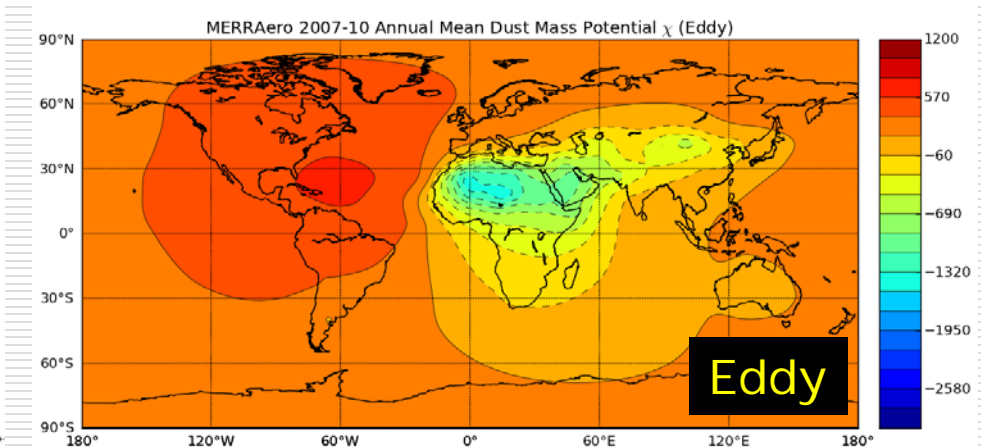 MERRAero 2007-10 Annual Mean Dust Mass Potential χ (Eddy)
90°N
60°N
30°N
0°
30°S
60°S
90°S
180°
120°W
60°W
0°
60°E
120°E
180°
1200
570
−60
−690
−1320
−1950
−2580
Eddy